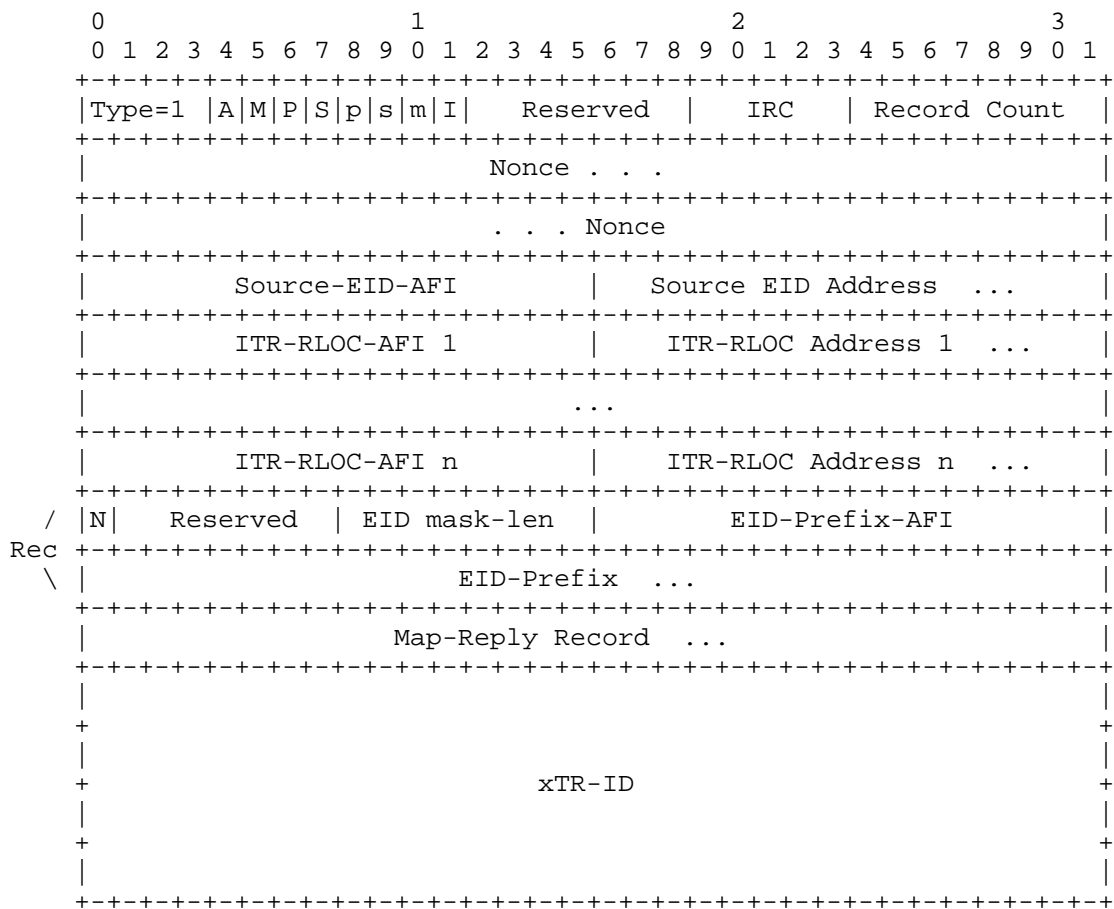 0                   1                   2                   3
 0 1 2 3 4 5 6 7 8 9 0 1 2 3 4 5 6 7 8 9 0 1 2 3 4 5 6 7 8 9 0 1
+-+-+-+-+-+-+-+-+-+-+-+-+-+-+-+-+-+-+-+-+-+-+-+-+-+-+-+-+-+-+-+-+
|Type=1 |A|M|P|S|p|s|m|I|   Reserved  |   IRC   | Record Count  |
+-+-+-+-+-+-+-+-+-+-+-+-+-+-+-+-+-+-+-+-+-+-+-+-+-+-+-+-+-+-+-+-+
|                         Nonce . . .                           |
+-+-+-+-+-+-+-+-+-+-+-+-+-+-+-+-+-+-+-+-+-+-+-+-+-+-+-+-+-+-+-+-+
|                         . . . Nonce                           |
+-+-+-+-+-+-+-+-+-+-+-+-+-+-+-+-+-+-+-+-+-+-+-+-+-+-+-+-+-+-+-+-+
|         Source-EID-AFI        |   Source EID Address  ...     |
+-+-+-+-+-+-+-+-+-+-+-+-+-+-+-+-+-+-+-+-+-+-+-+-+-+-+-+-+-+-+-+-+
|         ITR-RLOC-AFI 1        |    ITR-RLOC Address 1  ...    |
+-+-+-+-+-+-+-+-+-+-+-+-+-+-+-+-+-+-+-+-+-+-+-+-+-+-+-+-+-+-+-+-+
|                              ...                              |
+-+-+-+-+-+-+-+-+-+-+-+-+-+-+-+-+-+-+-+-+-+-+-+-+-+-+-+-+-+-+-+-+
|         ITR-RLOC-AFI n        |    ITR-RLOC Address n  ...    |
+-+-+-+-+-+-+-+-+-+-+-+-+-+-+-+-+-+-+-+-+-+-+-+-+-+-+-+-+-+-+-+-+
/ |N|   Reserved  | EID mask-len  |        EID-Prefix-AFI         |
Rec +-+-+-+-+-+-+-+-+-+-+-+-+-+-+-+-+-+-+-+-+-+-+-+-+-+-+-+-+-+-+-+-+
\ |                       EID-Prefix  ...                         |
+-+-+-+-+-+-+-+-+-+-+-+-+-+-+-+-+-+-+-+-+-+-+-+-+-+-+-+-+-+-+-+-+
|                   Map-Reply Record  ...                       |
+-+-+-+-+-+-+-+-+-+-+-+-+-+-+-+-+-+-+-+-+-+-+-+-+-+-+-+-+-+-+-+-+
|                                                               |
+                                                               +
|                                                               |
+                            xTR-ID                             +
|                                                               |
+                                                               +
|                                                               |
+-+-+-+-+-+-+-+-+-+-+-+-+-+-+-+-+-+-+-+-+-+-+-+-+-+-+-+-+-+-+-+-+